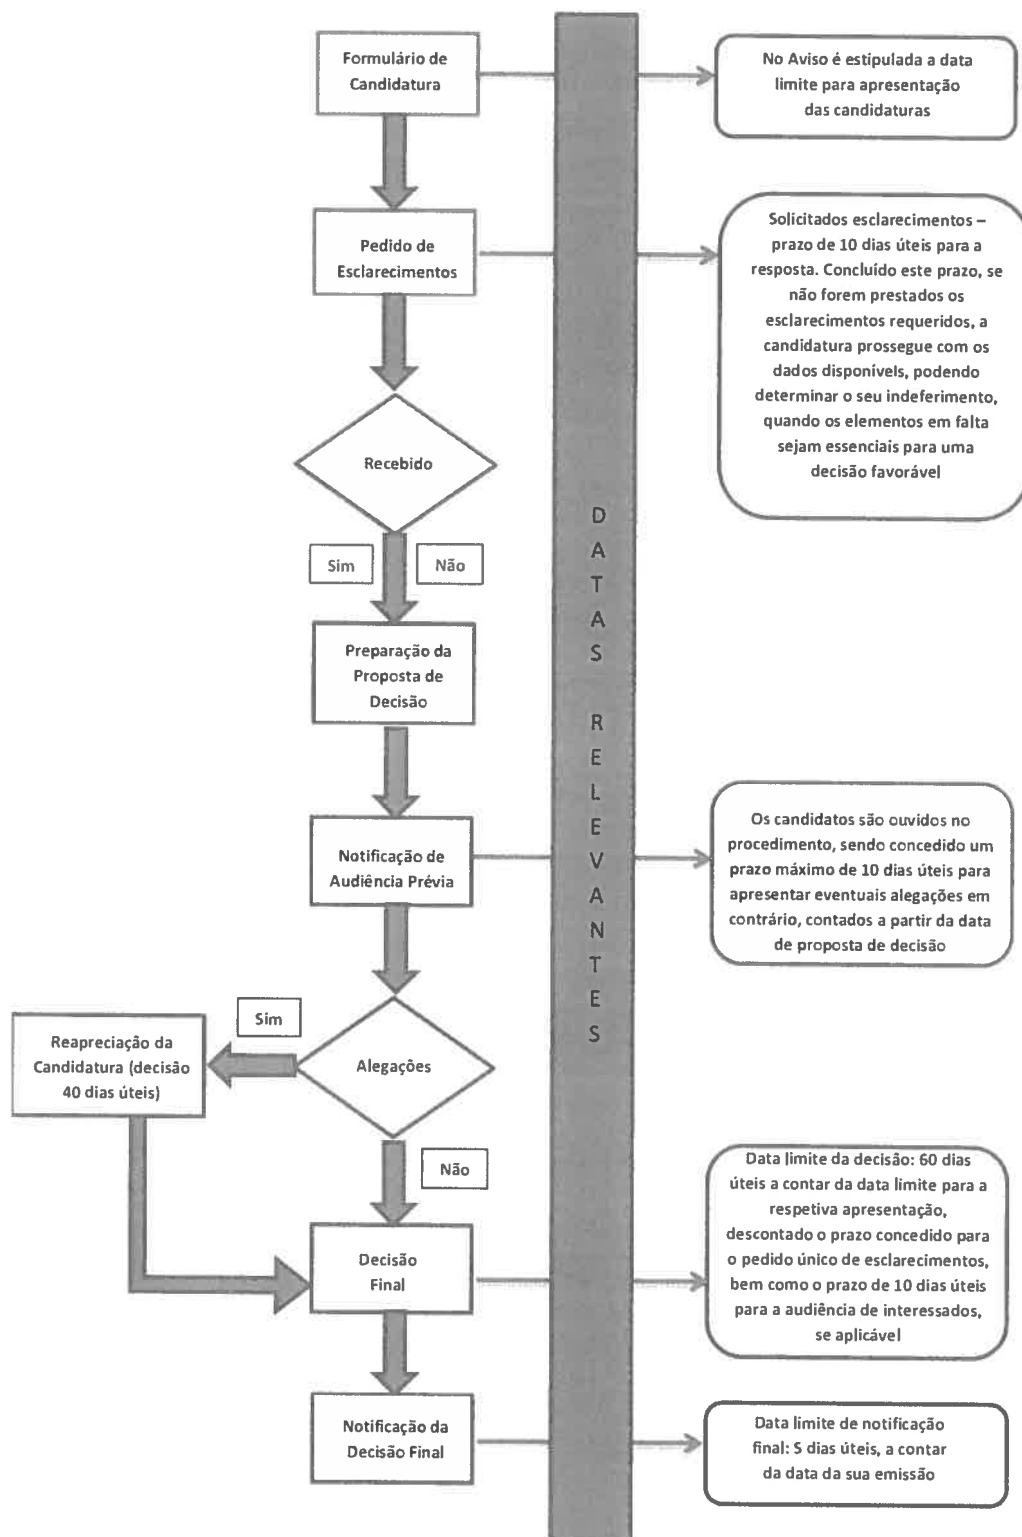 Formulário de
Candidatura
No Aviso é estipulada a data
limite para apresentação
das candidaturas
Pedido de
Esclarecimentos
Solicitados esclarecimentos –
prazo de 10 dias úteis para a
resposta. Concluído este prazo, se
não forem prestados os
esclarecimentos requeridos, a
candidatura prossegue com os
dados disponíveis, podendo
determinar o seu indeferimento,
quando os elementos em falta
sejam essenciais para uma
decisão favorável
Recebido
Sim
Não
Preparação da
Proposta de
Decisão
DATAS RELEVANTES
Notificação de
Audiência Prévia
Os candidatos são ouvidos no
procedimento, sendo concedido um
prazo máximo de 10 dias úteis para
apresentar eventuais alegações em
contrário, contados a partir da data
de proposta de decisão
Alegações
Sim
Reapreciação da
Candidatura (decisão
40 dias úteis)
Não
Decisão
Final
Data limite da decisão: 60 dias
úteis a contar da data limite para a
respetiva apresentação,
descontado o prazo concedido para
o pedido único de esclarecimentos,
bem como o prazo de 10 dias úteis
para a audiência de interessados,
se aplicável
Notificação da
Decisão Final
Data limite de notificação
final: 5 dias úteis, a contar
da data da sua emissão